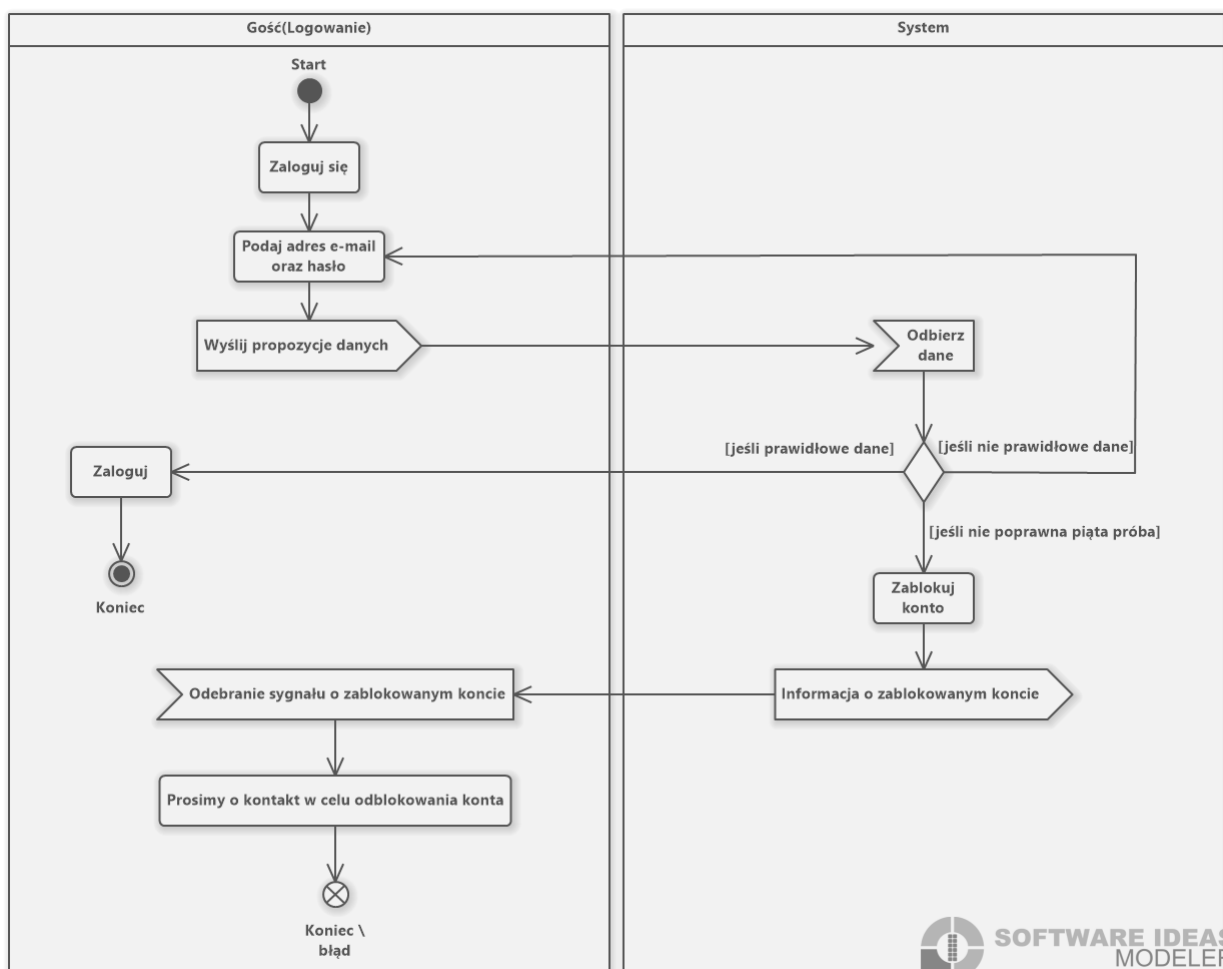 Gość(Logowanie)
System
Start
Zaloguj się
Podaj adres e-mail
oraz hasło
Wyślij propozycje danych
Odbierz
dane
[jeśli prawidłowe dane]
[jeśli nie prawidłowe dane]
Zaloguj
Koniec
[jeśli nie poprawna piąta próba]
Zablokuj
konto
Odebranie sygnału o zablokowanym koncie
Informacja o zablokowanym koncie
Prosimy o kontakt w celu odblokowania konta
Koniec \
błąd
SOFTWARE IDEAS
MODELER